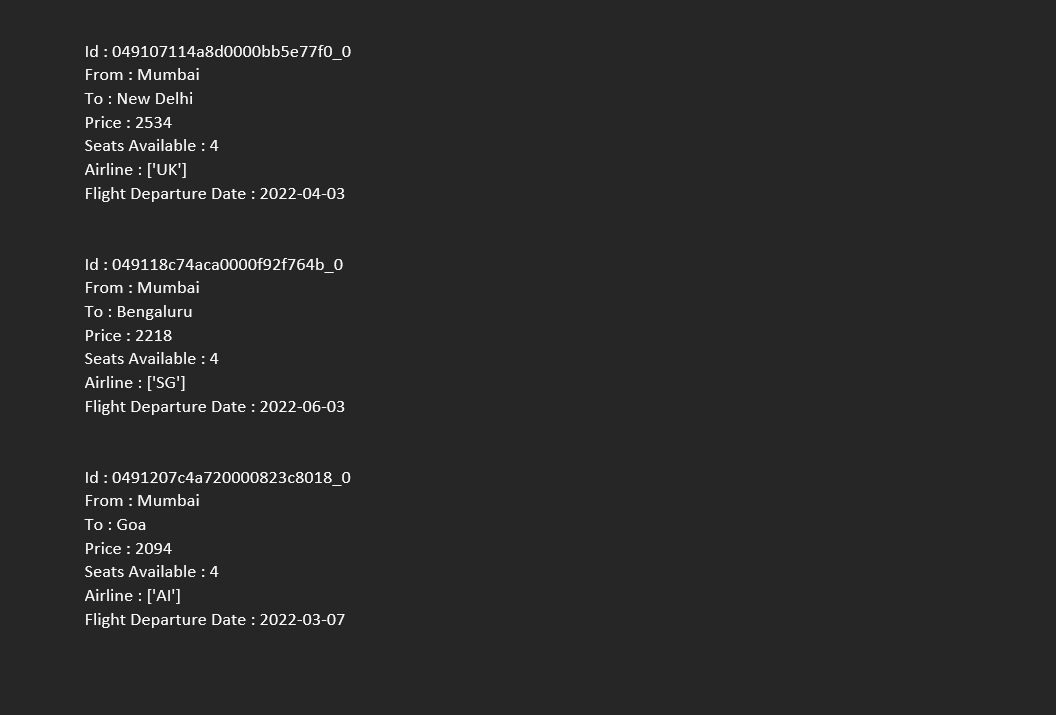 Id : 049107114a8d0000bb5e77f0_0
From : Mumbai
To : New Delhi
Price : 2534
Seats Available : 4
Airline : ['UK']
Flight Departure Date : 2022-04-03
Id : 049118c74aca0000f92f764b_0
From : Mumbai
To : Bengaluru
Price : 2218
Seats Available : 4
Airline : ['SG']
Flight Departure Date : 2022-06-03
Id : 0491207c4a720000823c8018_0
From : Mumbai
To : Goa
Price : 2094
Seats Available : 4
Airline : ['AI']
Flight Departure Date : 2022-03-07